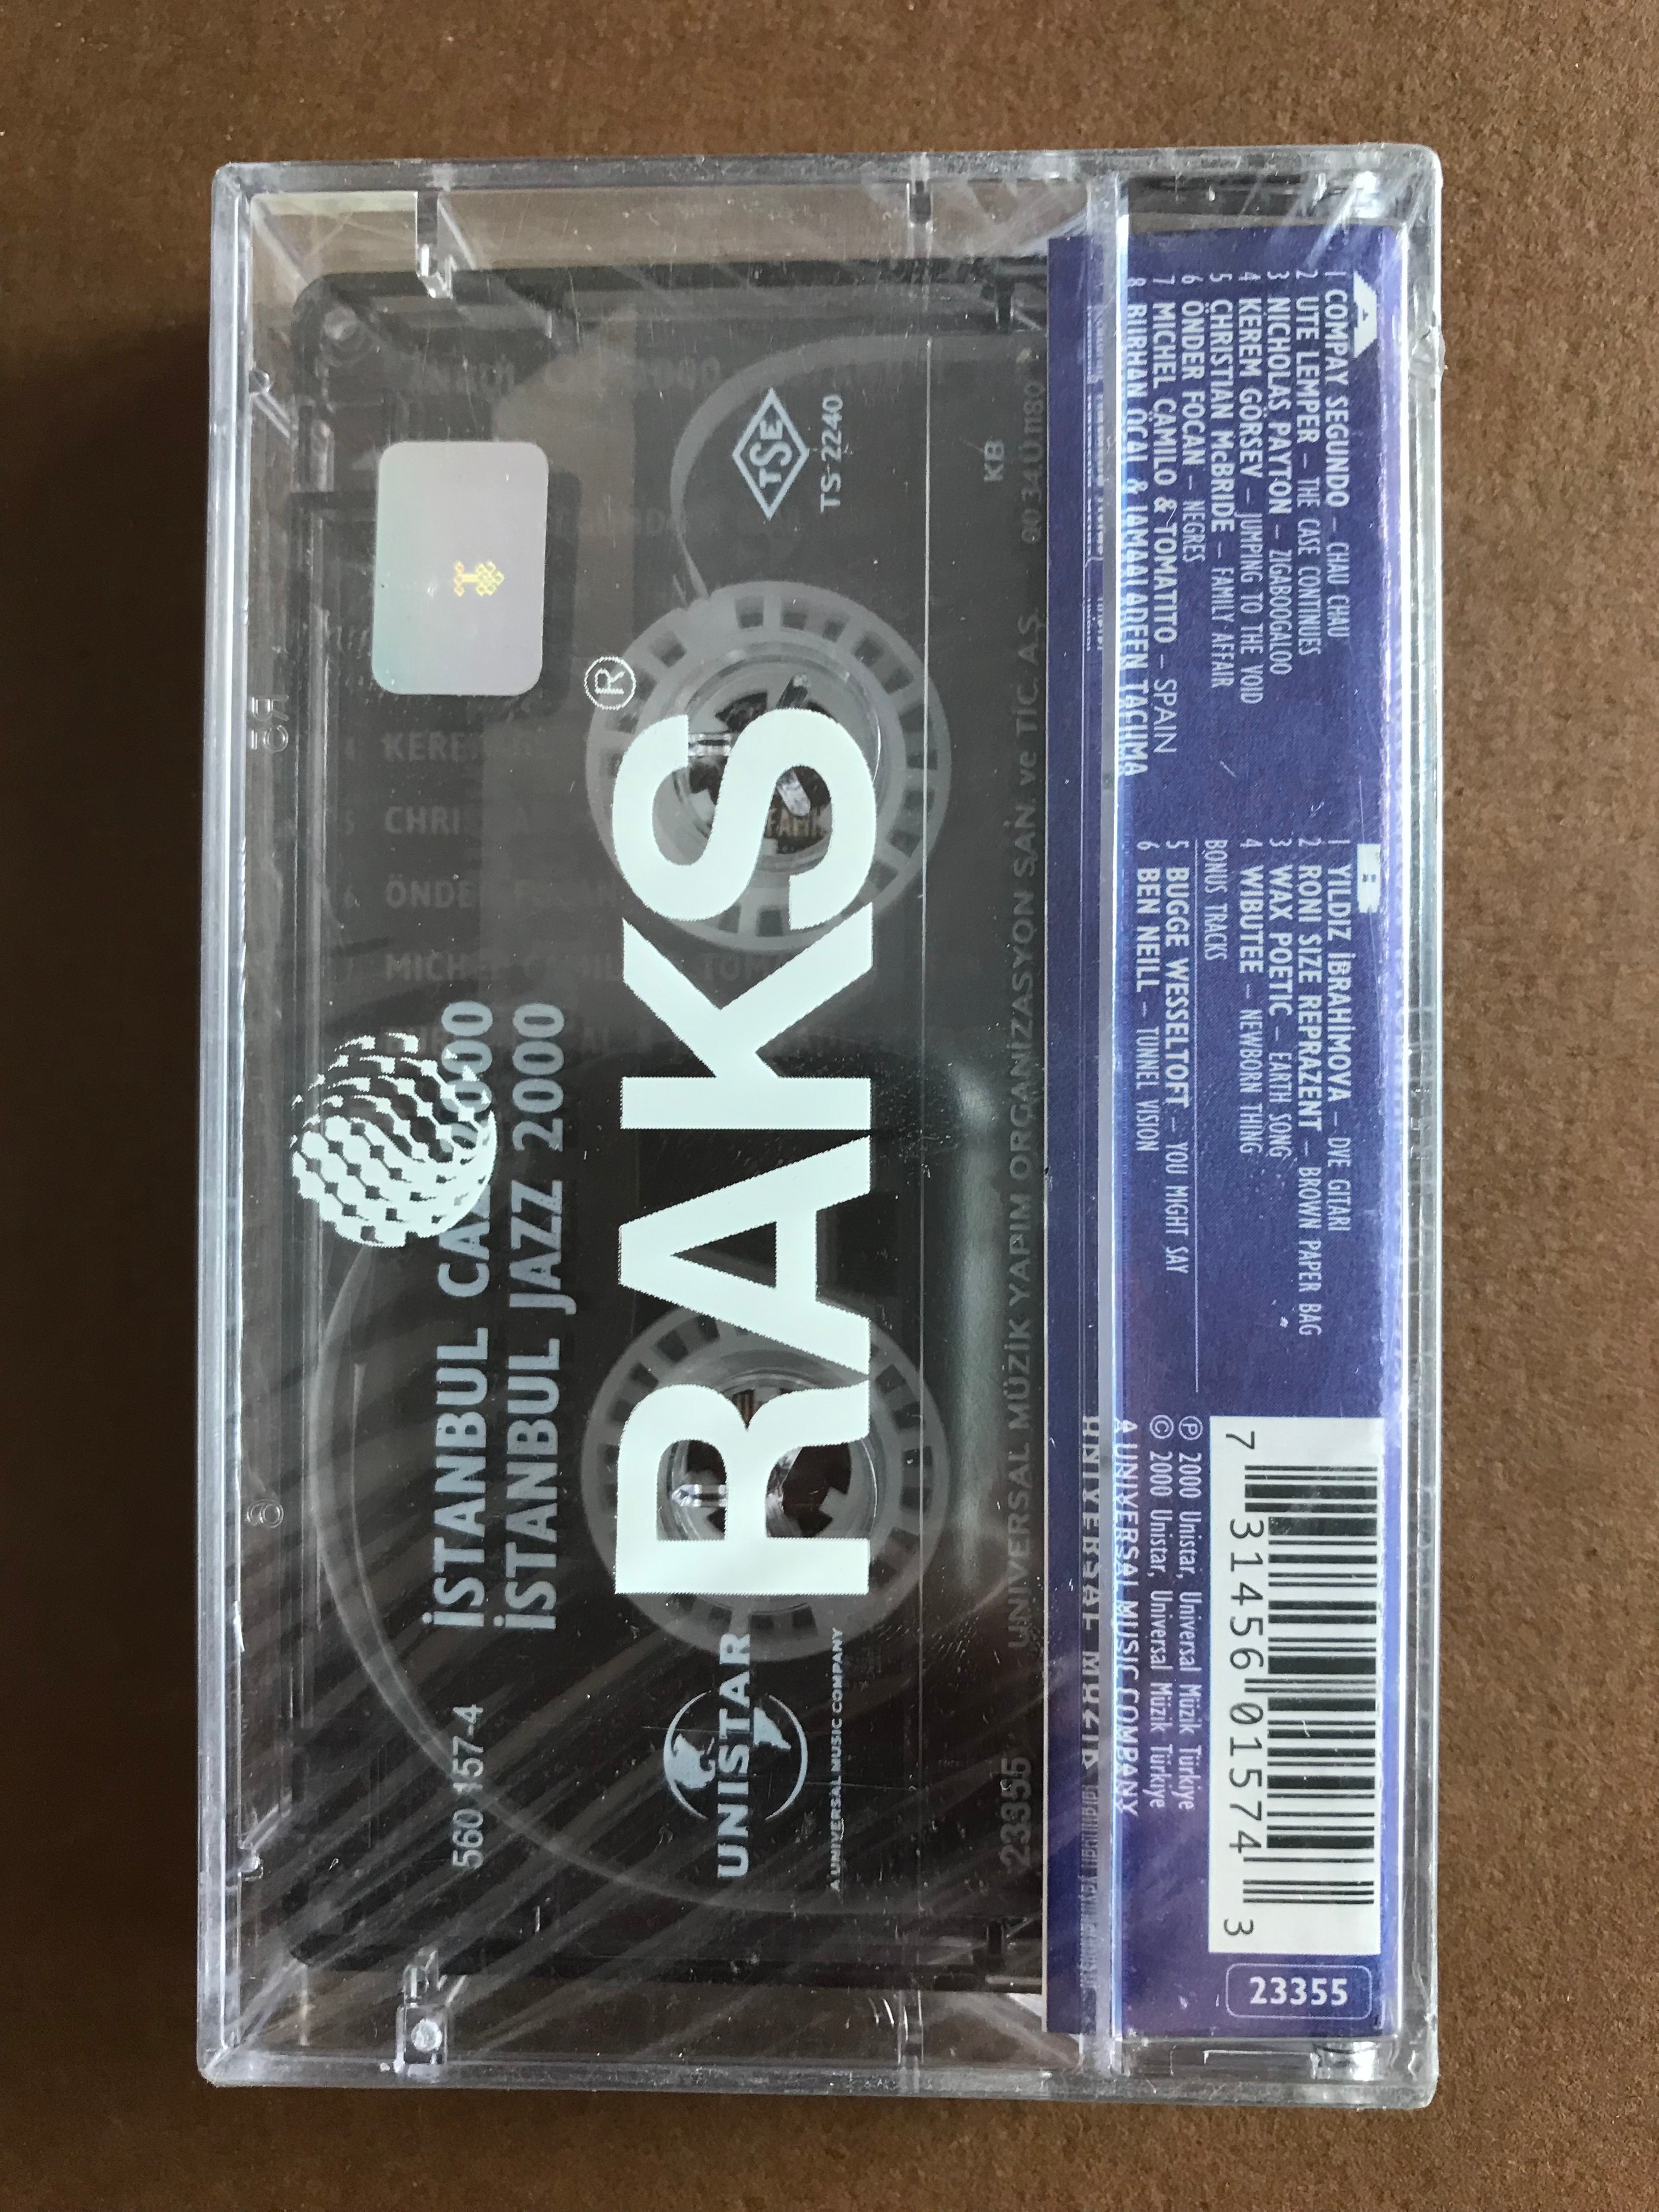 A
1 COMPAY SEGUNDO – CHAU CHAU
2 UTE LEMPER – THE CASE CONTINUES
3 NICHOLAS PAYTON – ZIGABOOGALOO
4 KEREM GÖRSEV – JUMPING TO THE VOID
5 CHRISTIAN McBRIDE – FAMILY AFFAIR
6 ÖNDER FOCAN – NEGRES
7 MICHEL CAMILO & TOMATITO – SPAIN
8 BURHAN ÖÇAL & JAMAALADEEN TACUMA
B
1 YILDIZ İBRAHİMOVA – DVE GITARI
2 RONI SIZE REPRAZENT – BROWN PAPER BAG
3 WAX POETIC – EARTH SONG
4 WIBUTEE – NEWBORN THING
BONUS TRACKS
5 BUGGE WESSELTOFT – YOU MIGHT SAY
6 BEN NEILL – TUNNEL VISION
7 31456 01574 3
23355
℗ 2000 Unistar, Universal Müzik Türkiye
© 2000 Unistar, Universal Müzik Türkiye
A UNIVERSAL MUSIC COMPANY
UNIVERSAL MÜZİK
560 157-4
İSTANBUL CAZ 2000
İSTANBUL JAZZ 2000
RAKS®
UNISTAR
A UNIVERSAL MUSIC COMPANY
TSE
TS 2240
KB
23355 UNIVERSAL MÜZİK YAPIM ORGANİZASYON SAN. ve TİC. A.Ş.